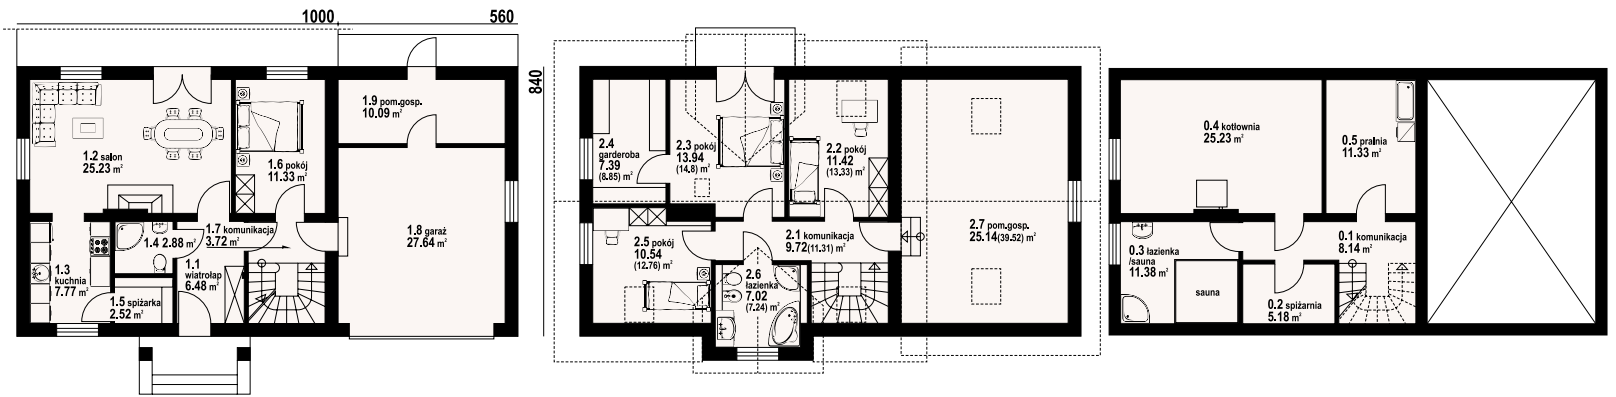 1000
560
840
1.9 pom.gosp.
10.09 m²
1.2 salon
25.23 m²
1.6 pokój
11.33 m²
1.8 garaż
27.64 m²
1.7 komunikacja
3.72 m²
1.4 2.88 m²
1.1
wiatrołap
6.48 m²
1.3
kuchnia
7.77 m²
1.5 spiżarka
2.52 m²
2.4
garderoba
7.39
(8.85) m²
2.3 pokój
13.94
(14.8) m²
2.2 pokój
11.42
(13.33) m²
2.7 pom.gosp.
25.14(39.52) m²
2.1 komunikacja
9.72(11.31) m²
2.5 pokój
10.54
(12.76) m²
2.6
łazienka
7.02
(7.24) m²
0.4 kotłownia
25.23 m²
0.5 pralnia
11.33 m²
0.1 komunikacja
8.14 m²
0.3 łazienka
/sauna
11.38 m²
sauna
0.2 spiżarnia
5.18 m²